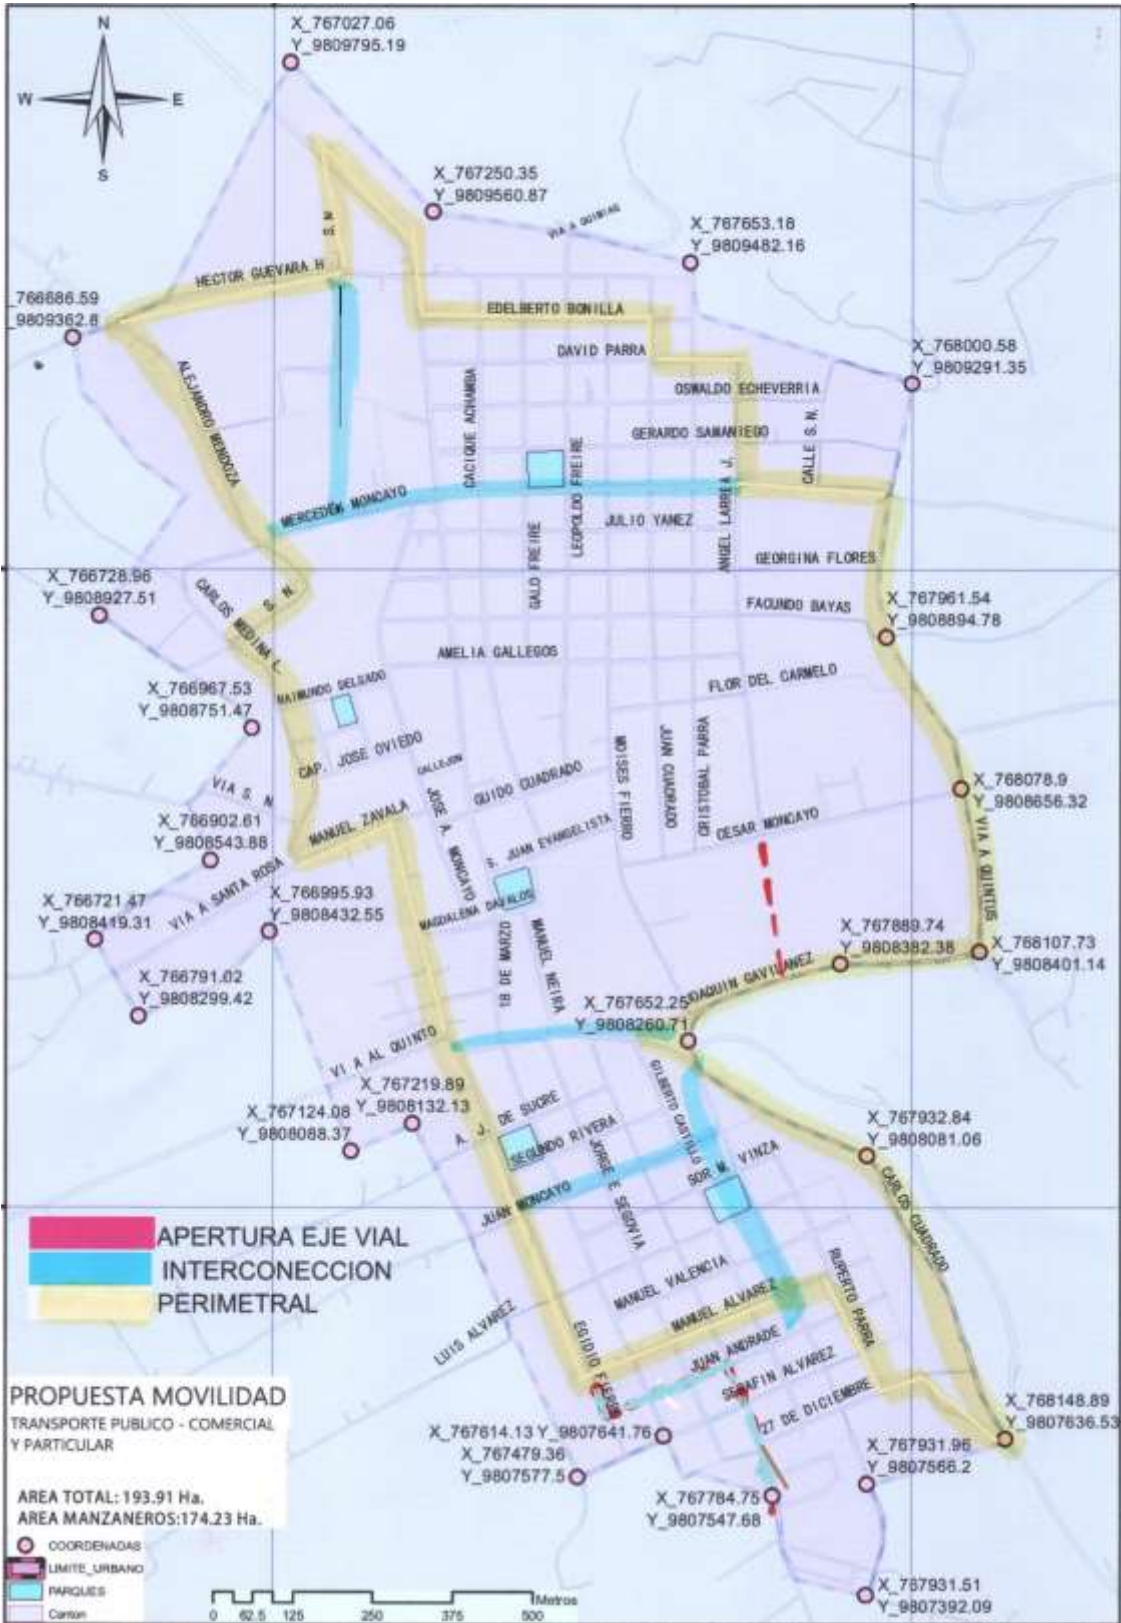 N
X_767027.06
Y_9809795.19
W
E
S
X_767250.35
Y_9809560.87
VIA A QUIMIAG
X_767653.18
Y_9809482.16
HECTOR GUEVARA H
_766686.59
_9809362.8
EDELBERTO BONILLA
DAVID PARRA
X_768000.58
Y_9809291.35
OSWALDO ECHEVERRIA
ALEJANDRO MENDOZA
CACIQUE ACHAMBA
GERARDO SAMANIEGO
CALLE S.N.
LEOPOLDO FREIRE
ANGEL LARREA J.
MERCEDES MONCAYO
JULIO YANEZ
GALO FREIRE
GEORGINA FLORES
X_766728.96
Y_9808927.51
S. N.
CARLOS MEDINA L.
FACUNDO BAYAS
X_767961.54
Y_9808894.78
AMELIA GALLEGOS
X_766967.53
Y_9808751.47
RAIMUNDO DELGADO
FLOR DEL CARMELO
CAP. JOSE OVIEDO
CALLEJON
MOISES FIERRO
JUAN CUADRADO
CRISTOBAL PARRA
GUIDO CUADRADO
X_768078.9
Y_9808656.32
VIA S. N
JOSE A. MONCAYO
MANUEL ZAVALA
S. JUAN EVANGELISTA
CESAR MONCAYO
X_766902.61
Y_9808543.88
VIA A QUINTUS
VIA A SANTA ROSA
X_766995.93
Y_9808432.55
X_766721.47
Y_9808419.31
MAGDALENA DAVALOS
18 DE MARZO
MANUEL NEIRA
X_767889.74
Y_9808382.38
X_768107.73
Y_9808401.14
X_766791.02
Y_9808299.42
JOAQUIN GAVILANEZ
X_767652.25
Y_9808260.71
VI A AL QUINTO
GILBERTO CASTILLO
X_767219.89
Y_9808132.13
X_767124.08
Y_9808088.37
A. J. DE SUCRE
SEGUNDO RIVERA
X_767932.84
Y_9808081.06
JORGE E SEGOVIA
SOR M. VINZA
JUAN MONCAYO
CARLOS CUADRADO
APERTURA EJE VIAL
INTERCONECCION
PERIMETRAL
MANUEL VALENCIA
RUPERTO PARRA
MANUEL ALVAREZ
LUIS ALVAREZ
EGIDIO FIERRO
JUAN ANDRADE
SERAFIN ALVAREZ
27 DE DICIEMBRE
PROPUESTA MOVILIDAD
TRANSPORTE PUBLICO - COMERCIAL
Y PARTICULAR
X_768148.89
Y_9807636.53
X_767614.13 Y_9807641.76
X_767479.36
Y_9807577.5
X_767931.96
Y_9807566.2
AREA TOTAL: 193.91 Ha.
AREA MANZANEROS:174.23 Ha.
X_767784.75
Y_9807547.68
COORDENADAS
LIMITE_URBANO
PARQUES
Canton
Metros
0 62.5 125 250 375 500
X_767931.51
Y_9807392.09